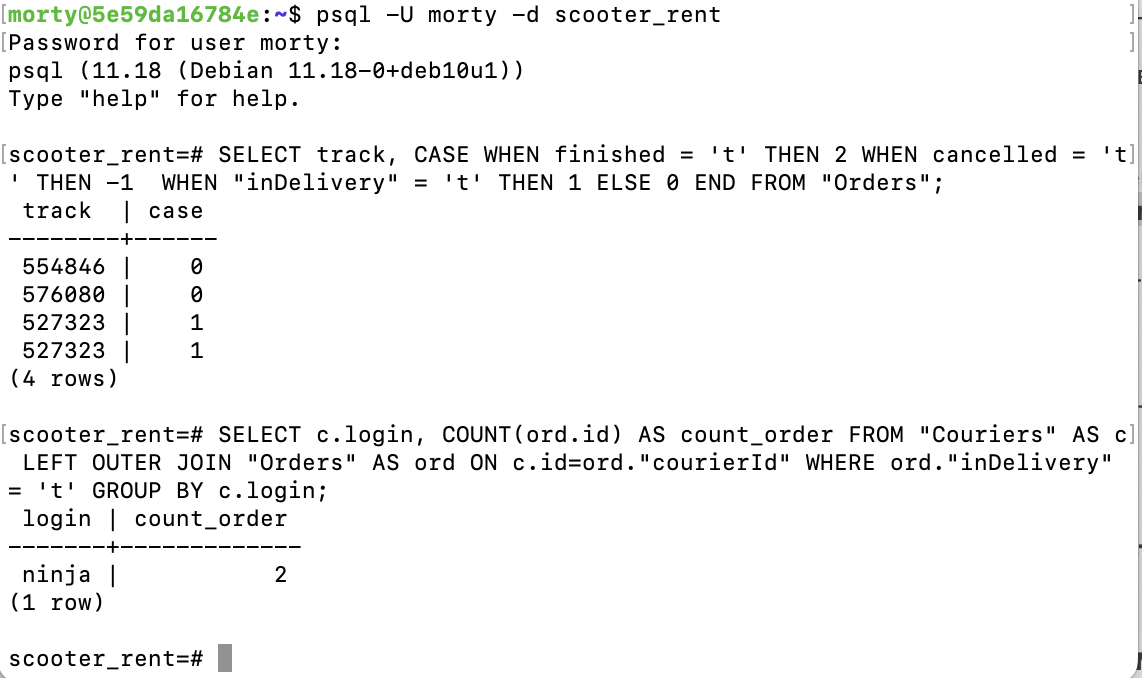 [morty@5e59da16784e:~$ psql -U morty -d scooter_rent ]
[Password for user morty: ]
psql (11.18 (Debian 11.18-0+deb10u1))
Type "help" for help.

[scooter_rent=# SELECT track, CASE WHEN finished = 't' THEN 2 WHEN cancelled = 't]
' THEN -1  WHEN "inDelivery" = 't' THEN 1 ELSE 0 END FROM "Orders";
 track  | case
--------+------
 554846 |    0
 576080 |    0
 527323 |    1
 527323 |    1
(4 rows)

[scooter_rent=# SELECT c.login, COUNT(ord.id) AS count_order FROM "Couriers" AS c]
 LEFT OUTER JOIN "Orders" AS ord ON c.id=ord."courierId" WHERE ord."inDelivery"
= 't' GROUP BY c.login;
 login | count_order
-------+-------------
 ninja |           2
(1 row)

scooter_rent=#